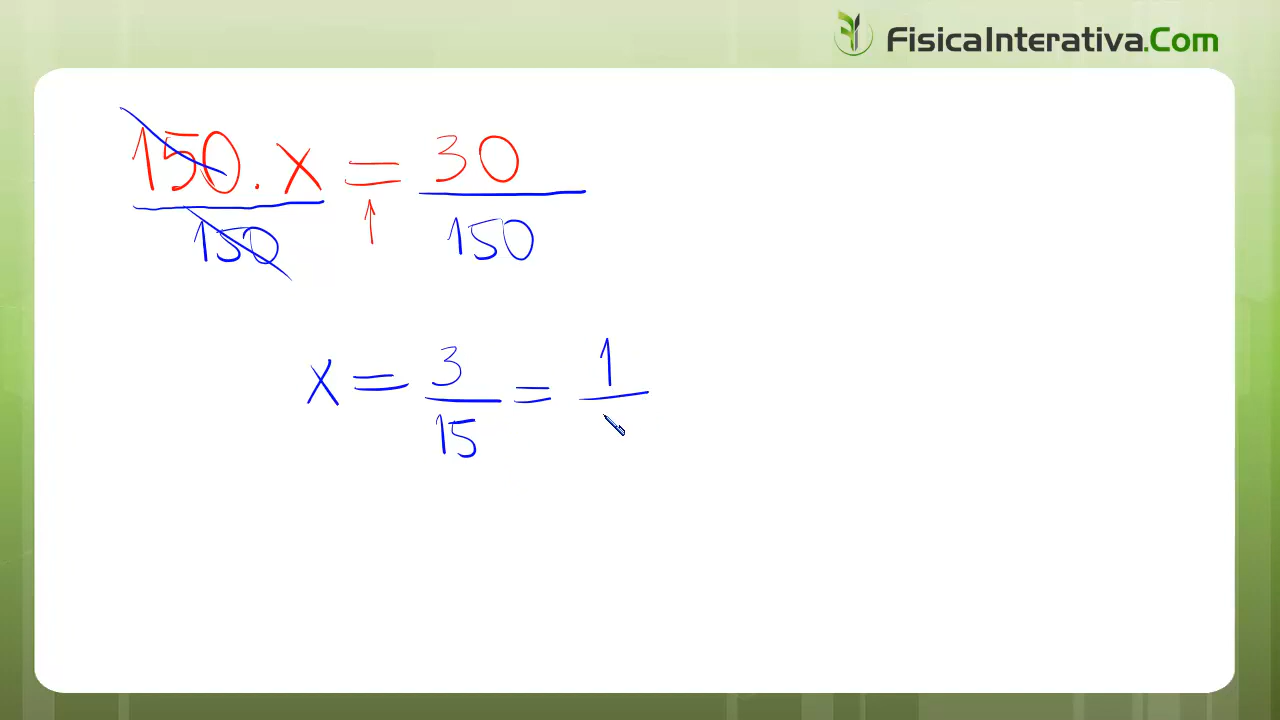 FisicaInterativa.Com
150 . x = 30
150 150
x = 3 = 1
15